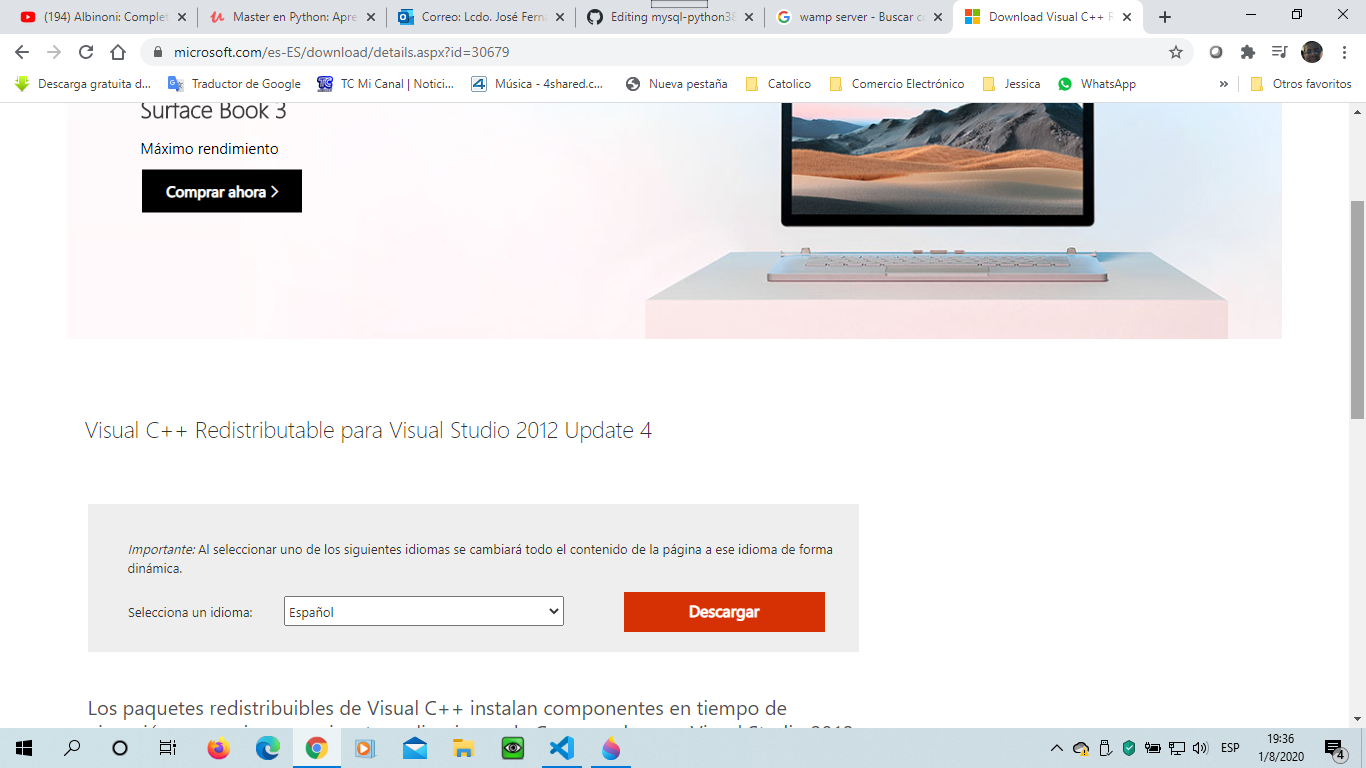 (194) Albinoni: Complet
Master en Python: Apre
Correo: Lcdo. José Fern
Editing mysql-python38
wamp server - Buscar c
Download Visual C++ R
microsoft.com/es-ES/download/details.aspx?id=30679
Descarga gratuita d...
Traductor de Google
TC Mi Canal | Notici...
Música - 4shared.c...
Nueva pestaña
Catolico
Comercio Electrónico
Jessica
WhatsApp
»
Otros favoritos
Surface Book 3
Máximo rendimiento
Comprar ahora >
Visual C++ Redistributable para Visual Studio 2012 Update 4
Importante: Al seleccionar uno de los siguientes idiomas se cambiará todo el contenido de la página a ese idioma de forma
dinámica.
Selecciona un idioma:
Español
Descargar
Los paquetes redistribuibles de Visual C++ instalan componentes en tiempo de
ESP
19:36
1/8/2020
4